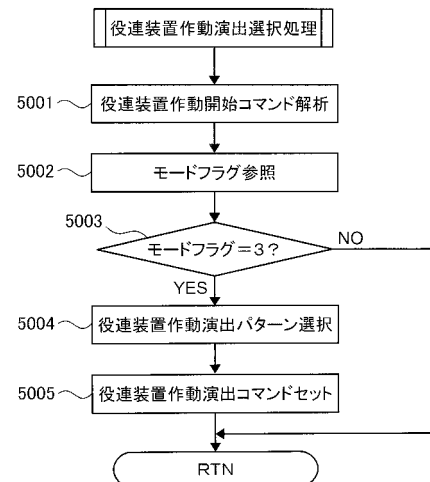 役連装置作動演出選択処理
5001
役連装置作動開始コマンド解析
5002
モードフラグ参照
5003
モードフラグ=3?
NO
YES
5004
役連装置作動演出パターン選択
5005
役連装置作動演出コマンドセット
RTN